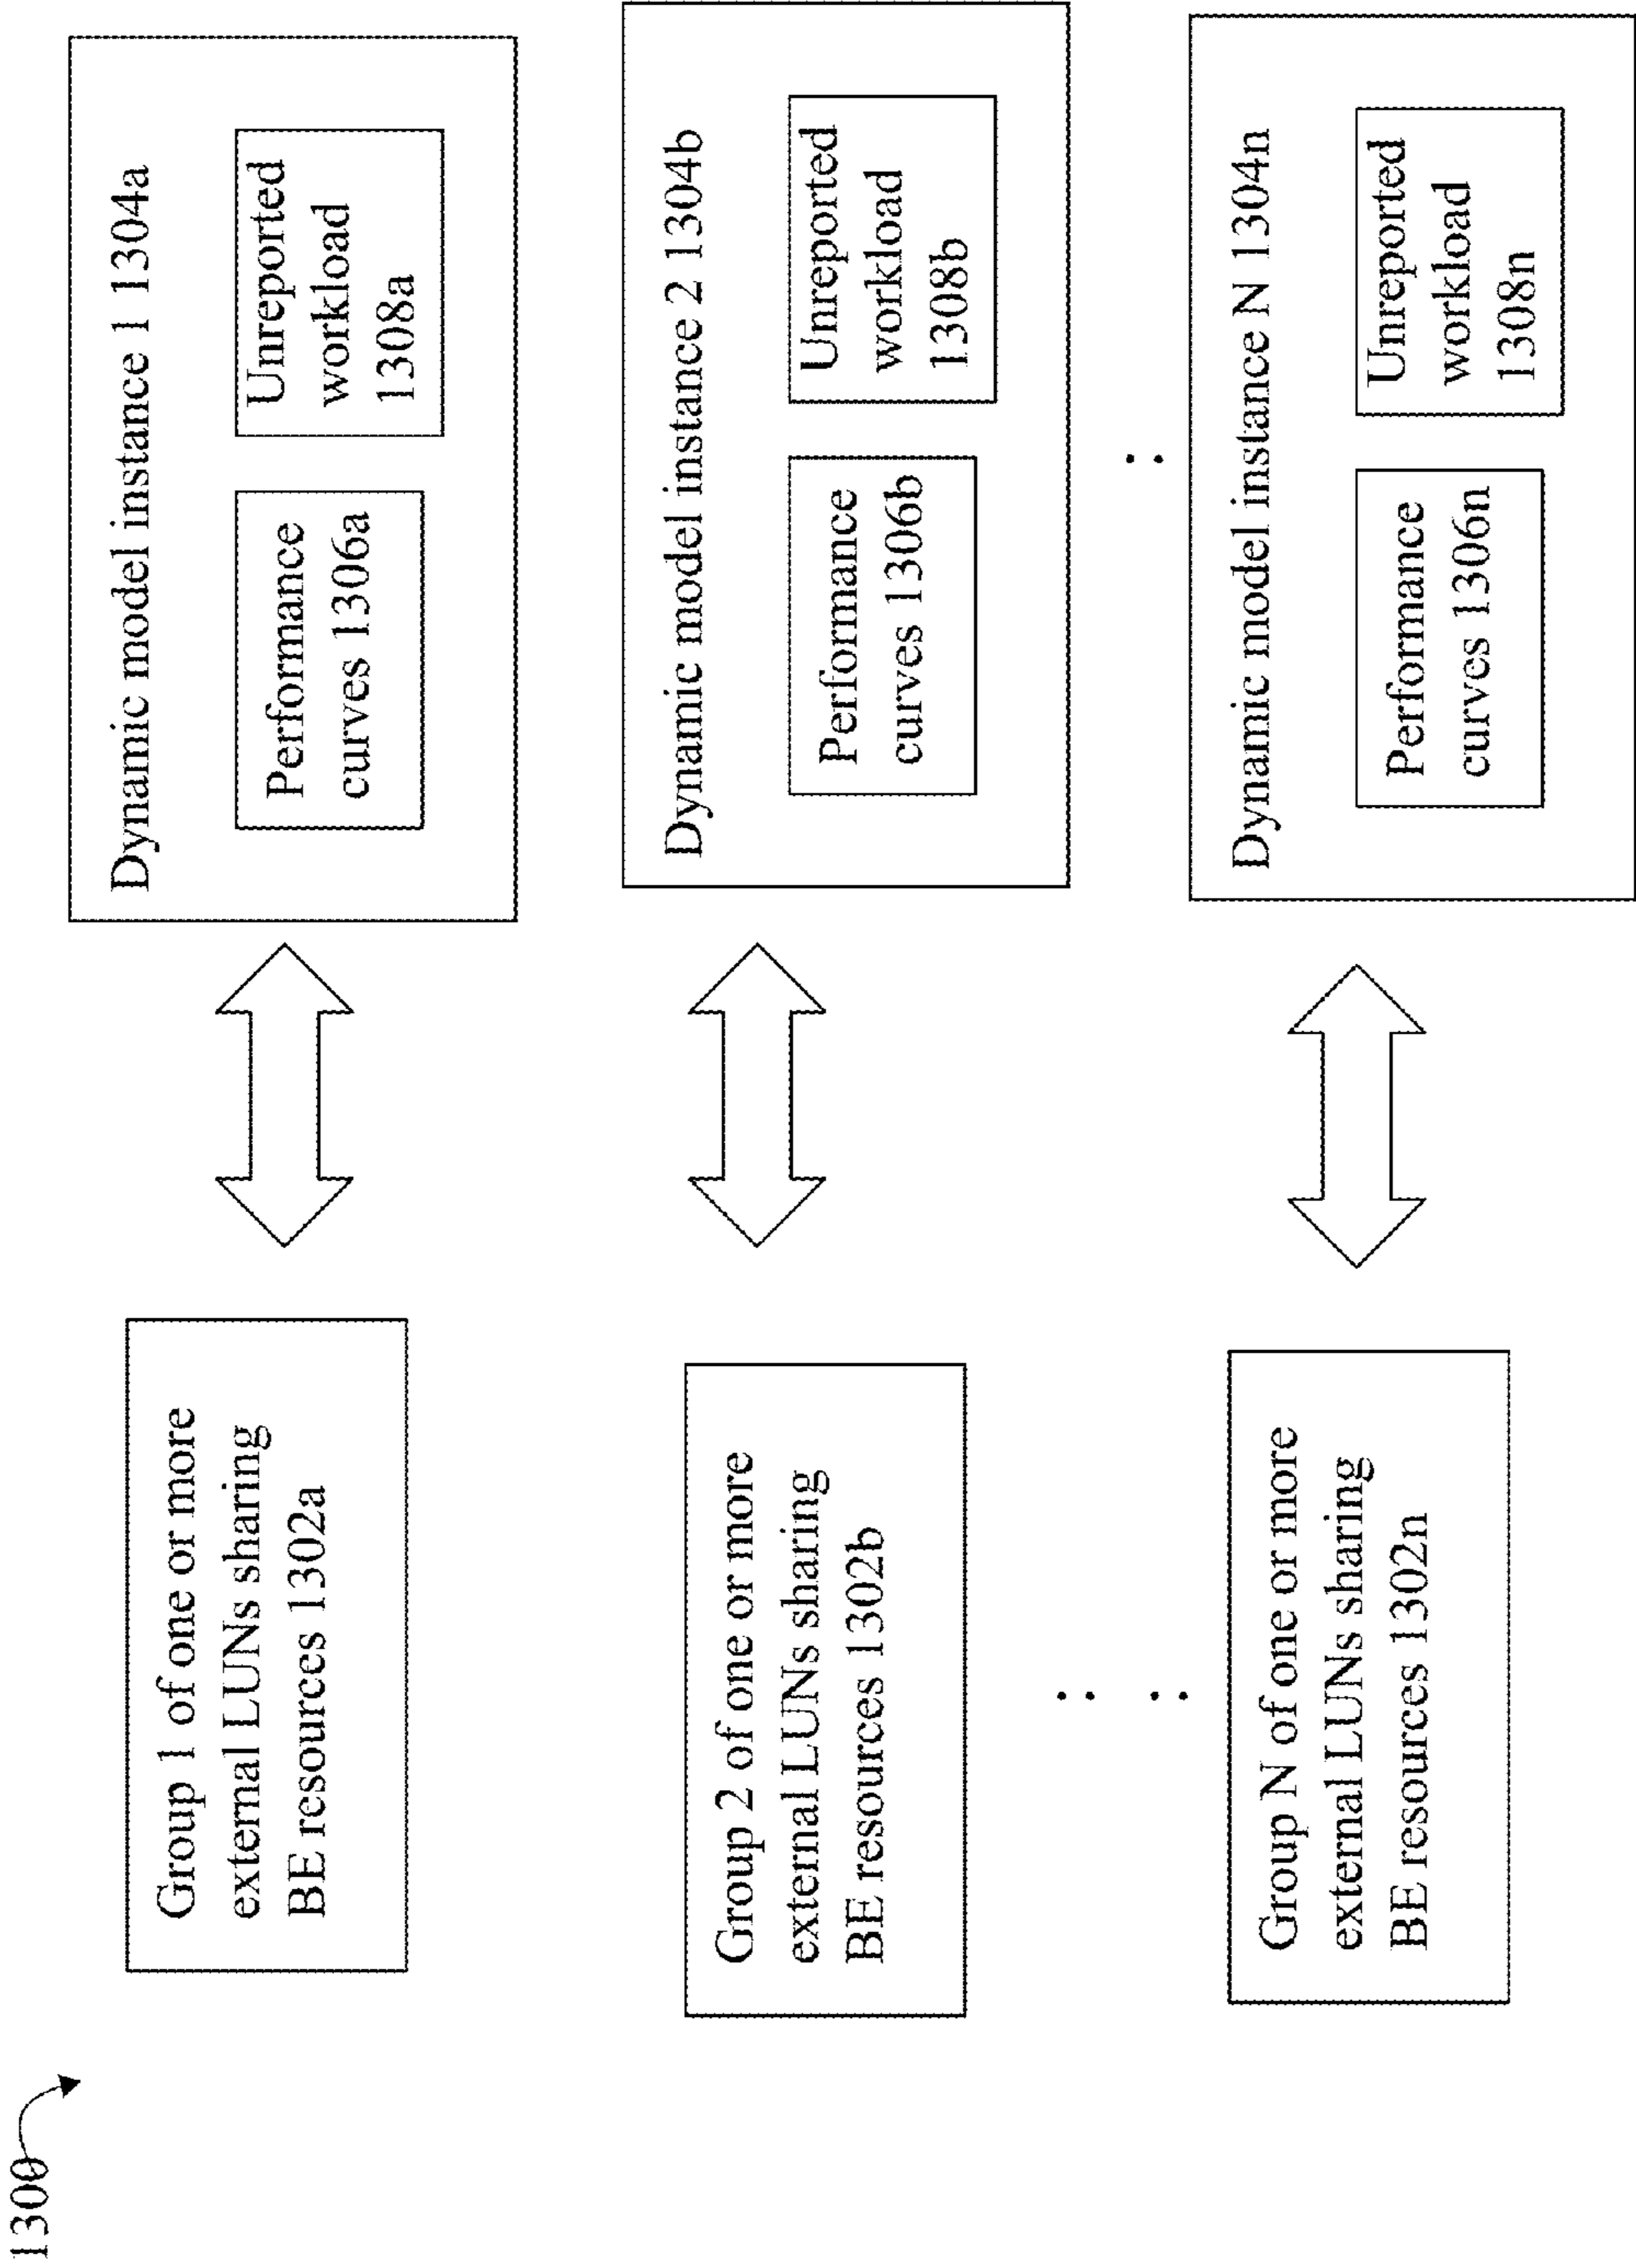 1300
Group 1 of one or more
external LUNs sharing
BE resources 1302a
Dynamic model instance 1 1304a
Performance
curves 1306a
Unreported
workload
1308a
Group 2 of one or more
external LUNs sharing
BE resources 1302b
Dynamic model instance 2 1304b
Performance
curves 1306b
Unreported
workload
1308b
Group N of one or more
external LUNs sharing
BE resources 1302n
Dynamic model instance N 1304n
Performance
curves 1306n
Unreported
workload
1308n